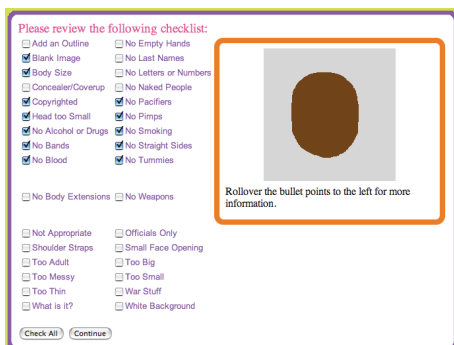 Please review the following checklist:
Add an Outline No Empty Hands
Blank Image No Last Names
Body Size No Letters or Numbers
Concealer/Coverup No Naked People
Copyrighted No Pacifiers
Head too Small No Pimps
No Alcohol or Drugs No Smoking
No Bands No Straight Sides
No Blood No Tummies
No Body Extensions No Weapons
Not Appropriate Officials Only
Shoulder Straps Small Face Opening
Too Adult Too Big
Too Messy Too Small
Too Thin War Stuff
What is it? White Background
Check All Continue
Rollover the bullet points to the left for more
information.